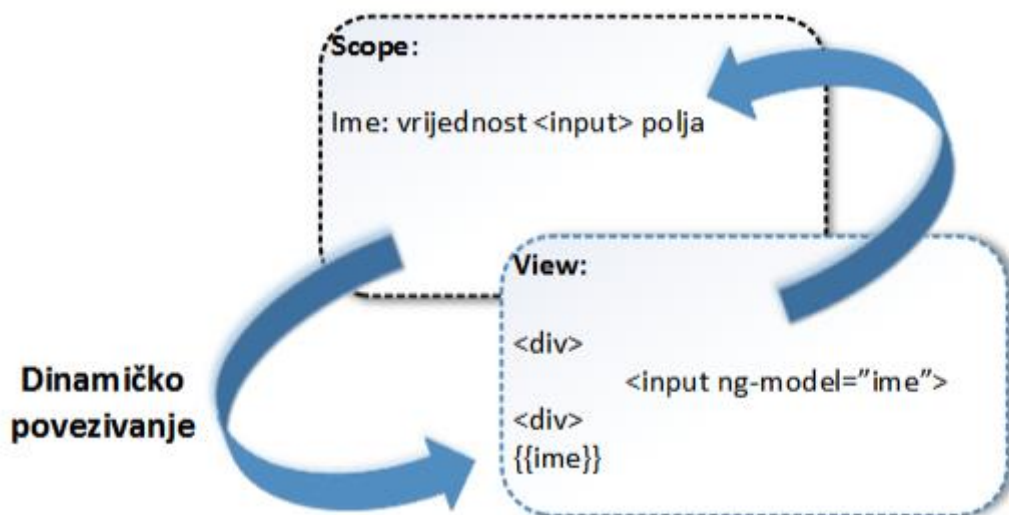 Scope:
Ime: vrijednost <input> polja
View:
<div>
<input ng-model=”ime”>
<div>
{{ime}}
Dinamičko
povezivanje